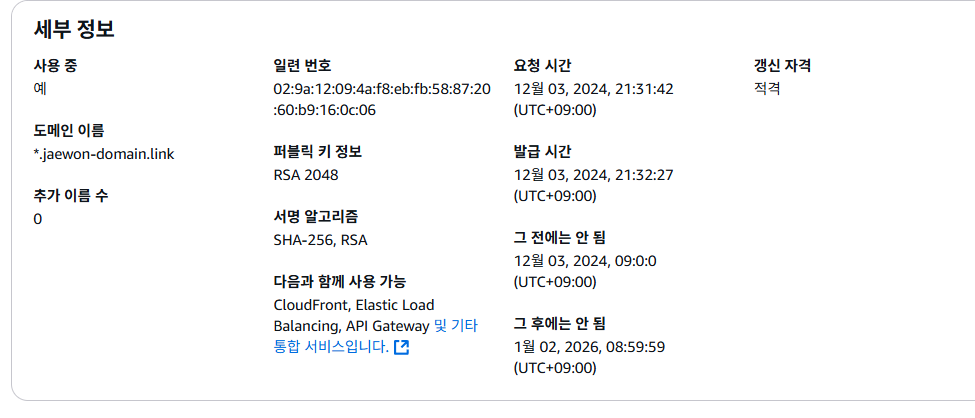 세부 정보
사용 중
예
도메인 이름
*.jaewon-domain.link
추가 이름 수
0
일련 번호
02:9a:12:09:4a:f8:eb:fb:58:87:20
:60:b9:16:0c:06
퍼블릭 키 정보
RSA 2048
서명 알고리즘
SHA-256, RSA
다음과 함께 사용 가능
CloudFront, Elastic Load
Balancing, API Gateway 및 기타
통합 서비스입니다.
요청 시간
12월 03, 2024, 21:31:42
(UTC+09:00)
발급 시간
12월 03, 2024, 21:32:27
(UTC+09:00)
그 전에는 안 됨
12월 03, 2024, 09:0:0
(UTC+09:00)
그 후에는 안 됨
1월 02, 2026, 08:59:59
(UTC+09:00)
갱신 자격
적격